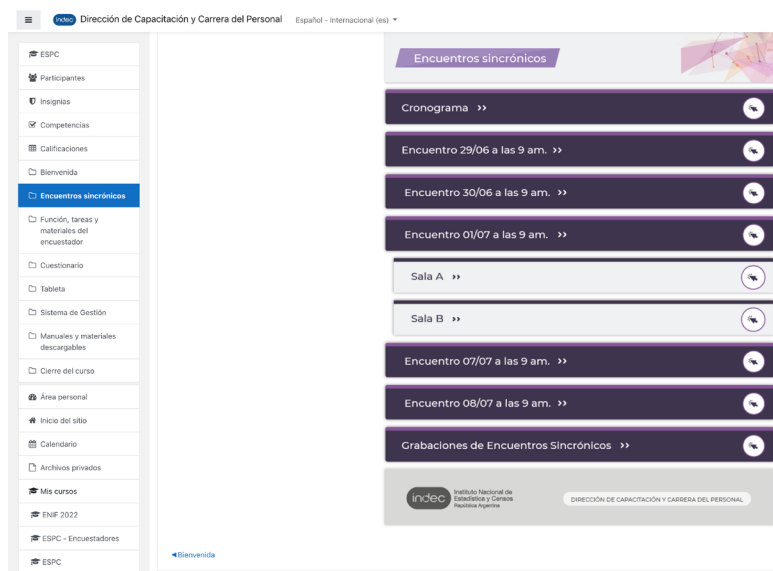 indec Dirección de Capacitación y Carrera del Personal Español - Internacional (es)
ESPC
Participantes
Insignias
Competencias
Calificaciones
Bienvenida
Encuentros sincrónicos
Función, tareas y
materiales del
encuestador
Cuestionario
Tableta
Sistema de Gestión
Manuales y materiales
descargables
Cierre del curso
Área personal
Inicio del sitio
Calendario
Archivos privados
Mis cursos
ENIF 2022
ESPC - Encuestadores
ESPC
Encuentros sincrónicos
Cronograma >>
Encuentro 29/06 a las 9 am. >>
Encuentro 30/06 a las 9 am. >>
Encuentro 01/07 a las 9 am. >>
Sala A >>
Sala B >>
Encuentro 07/07 a las 9 am. >>
Encuentro 08/07 a las 9 am. >>
Grabaciones de Encuentros Sincrónicos >>
indec Instituto Nacional de
Estadística y Censos
República Argentina
DIRECCIÓN DE CAPACITACIÓN Y CARRERA DEL PERSONAL
◄Bienvenida